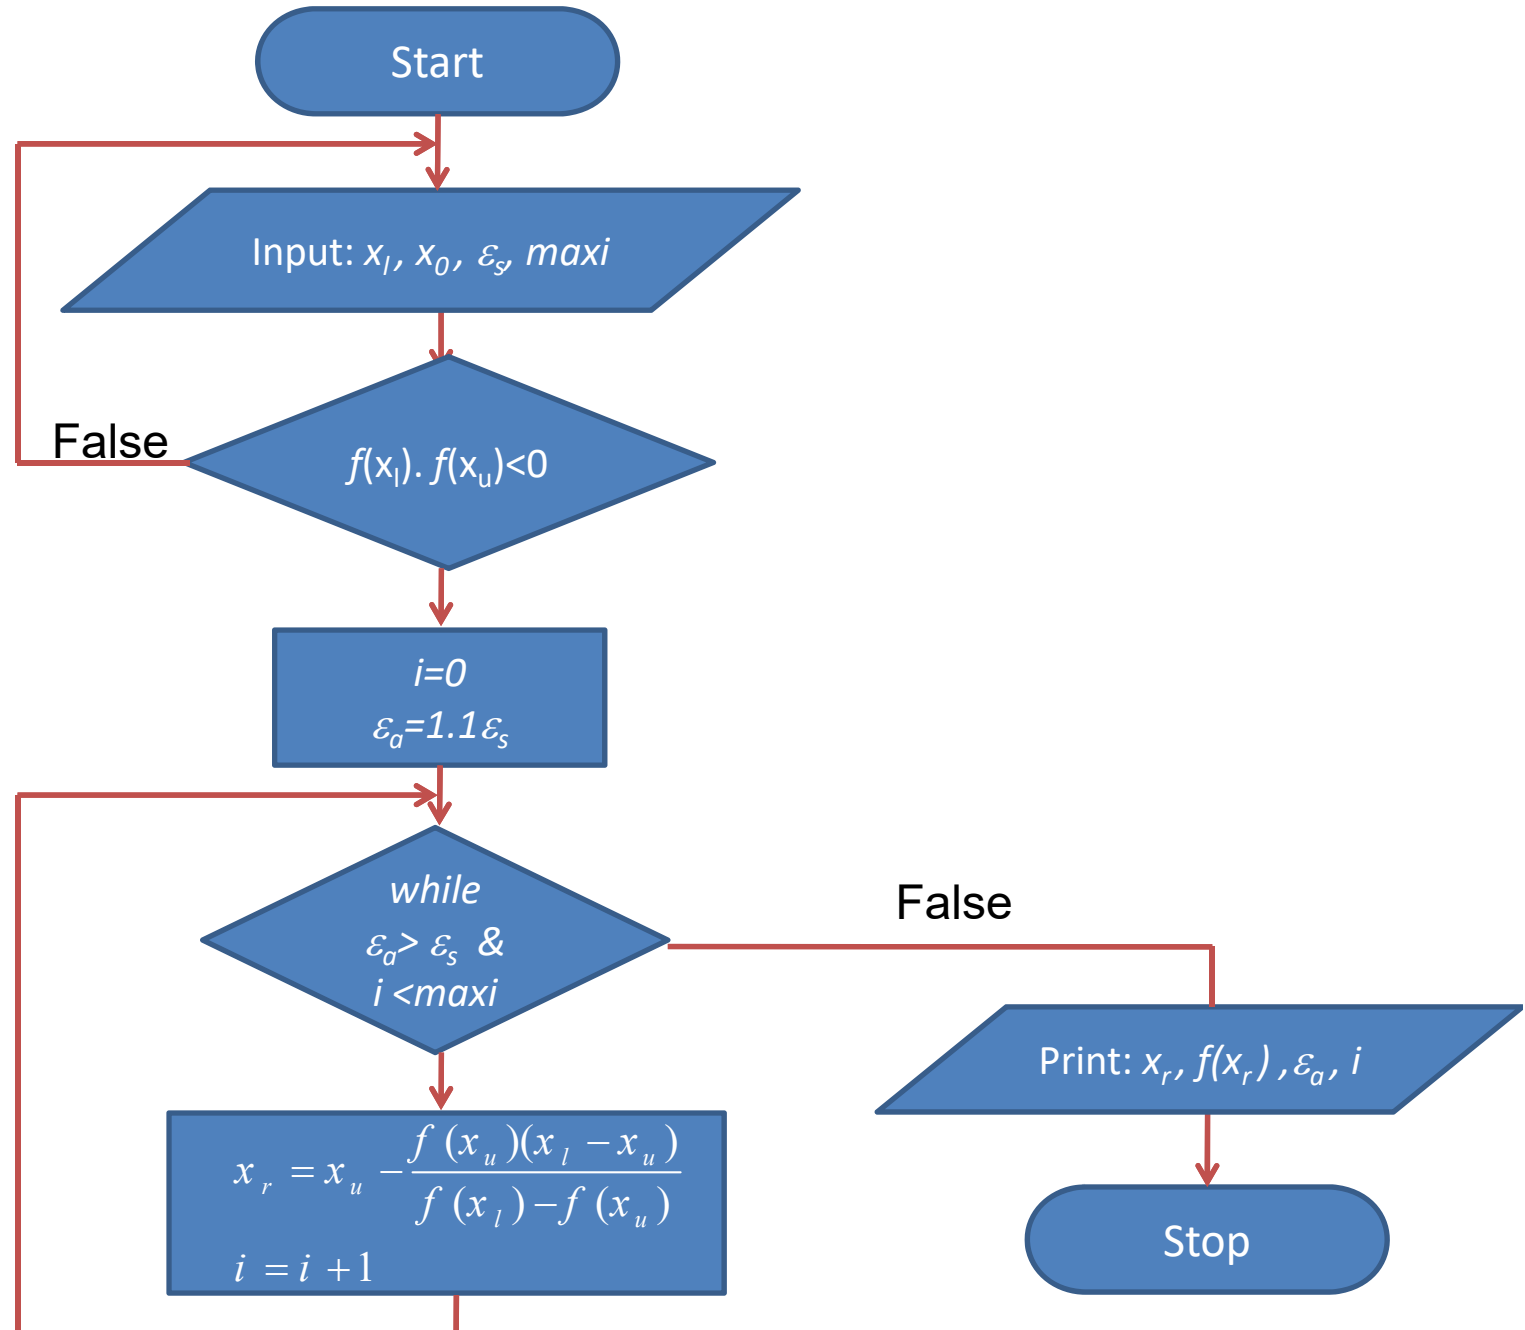 Start
Input: x_l, x_0, ε_s, maxi
False
f(x_l). f(x_u)<0
i=0
ε_a=1.1ε_s
while
ε_a> ε_s &
i <maxi
False
Print: x_r, f(x_r) ,ε_a, i
x_r = x_u - \frac{f(x_u)(x_l - x_u)}{f(x_l) - f(x_u)}
i = i +1
Stop